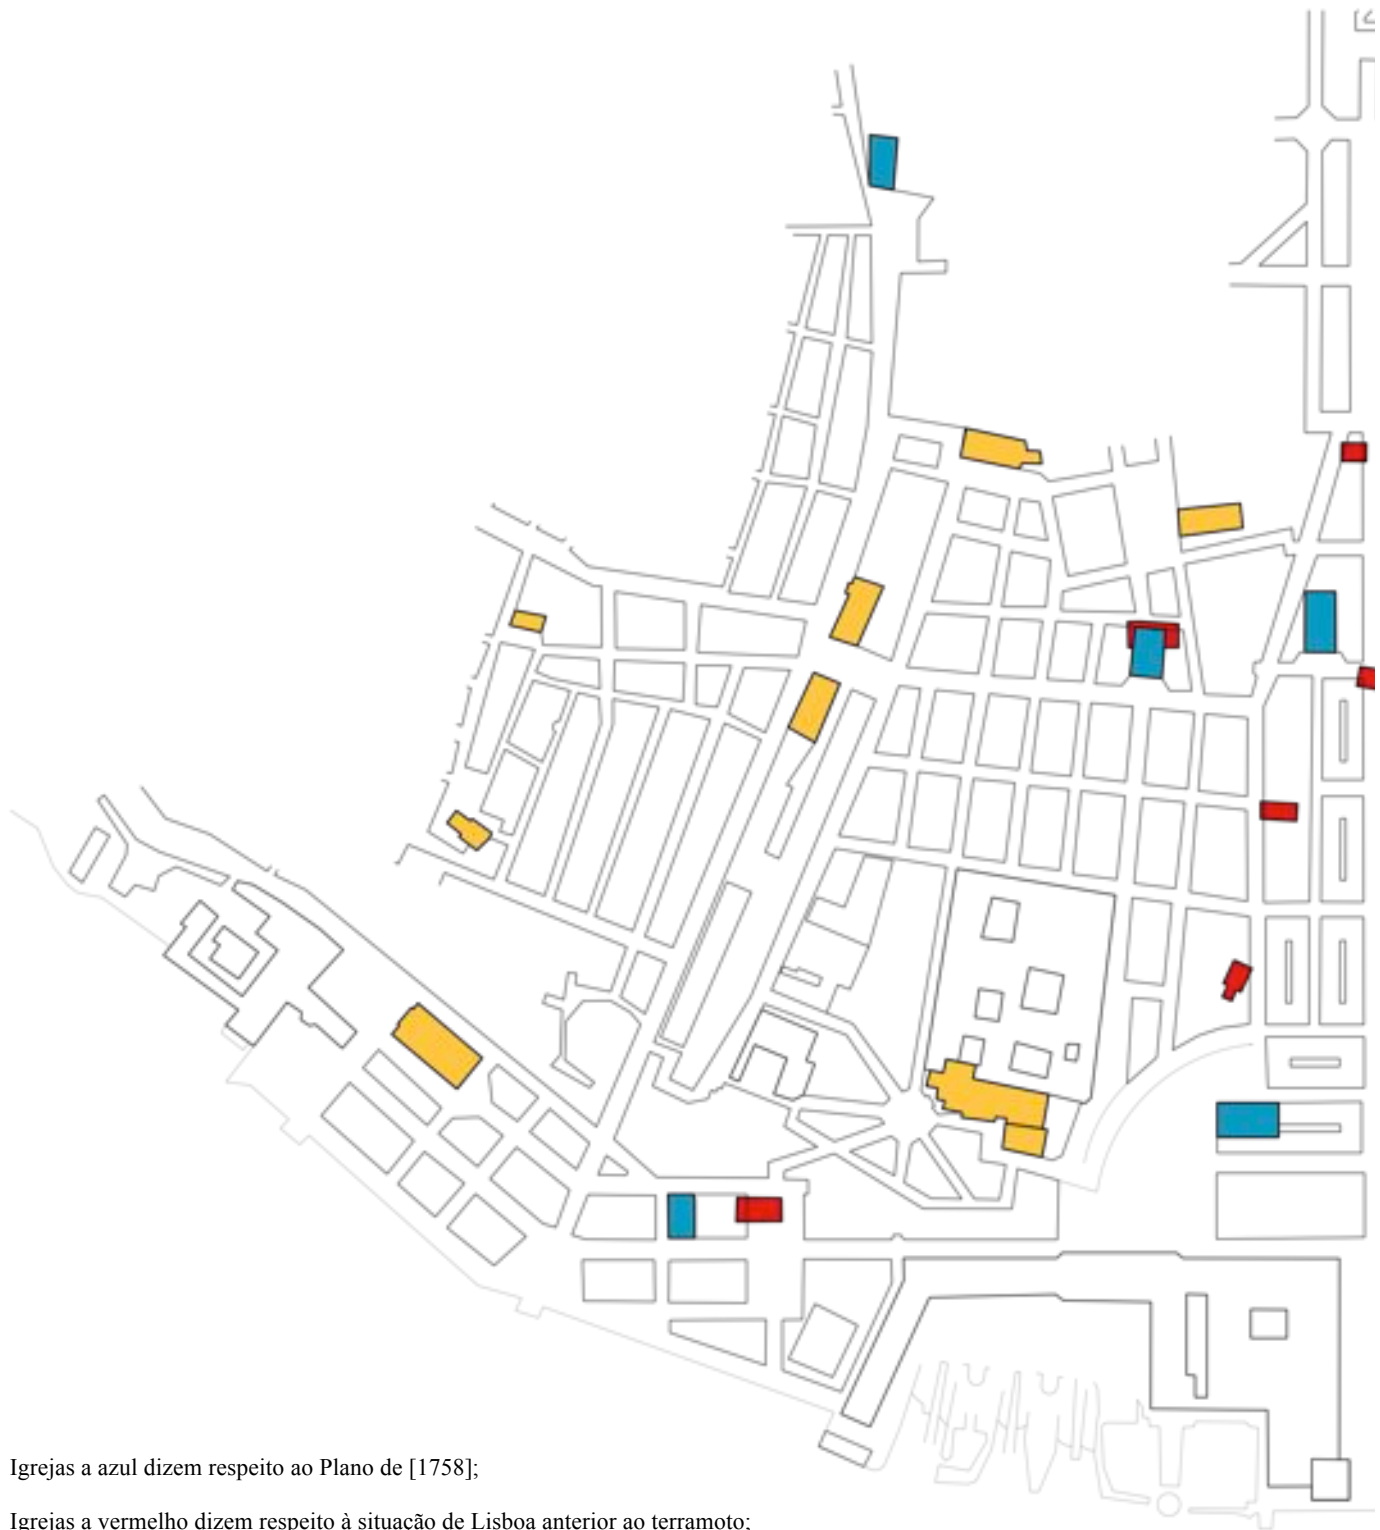 Igrejas a azul dizem respeito ao Plano de [1758];
Igrejas a vermelho dizem respeito à situação de Lisboa anterior ao terramoto;